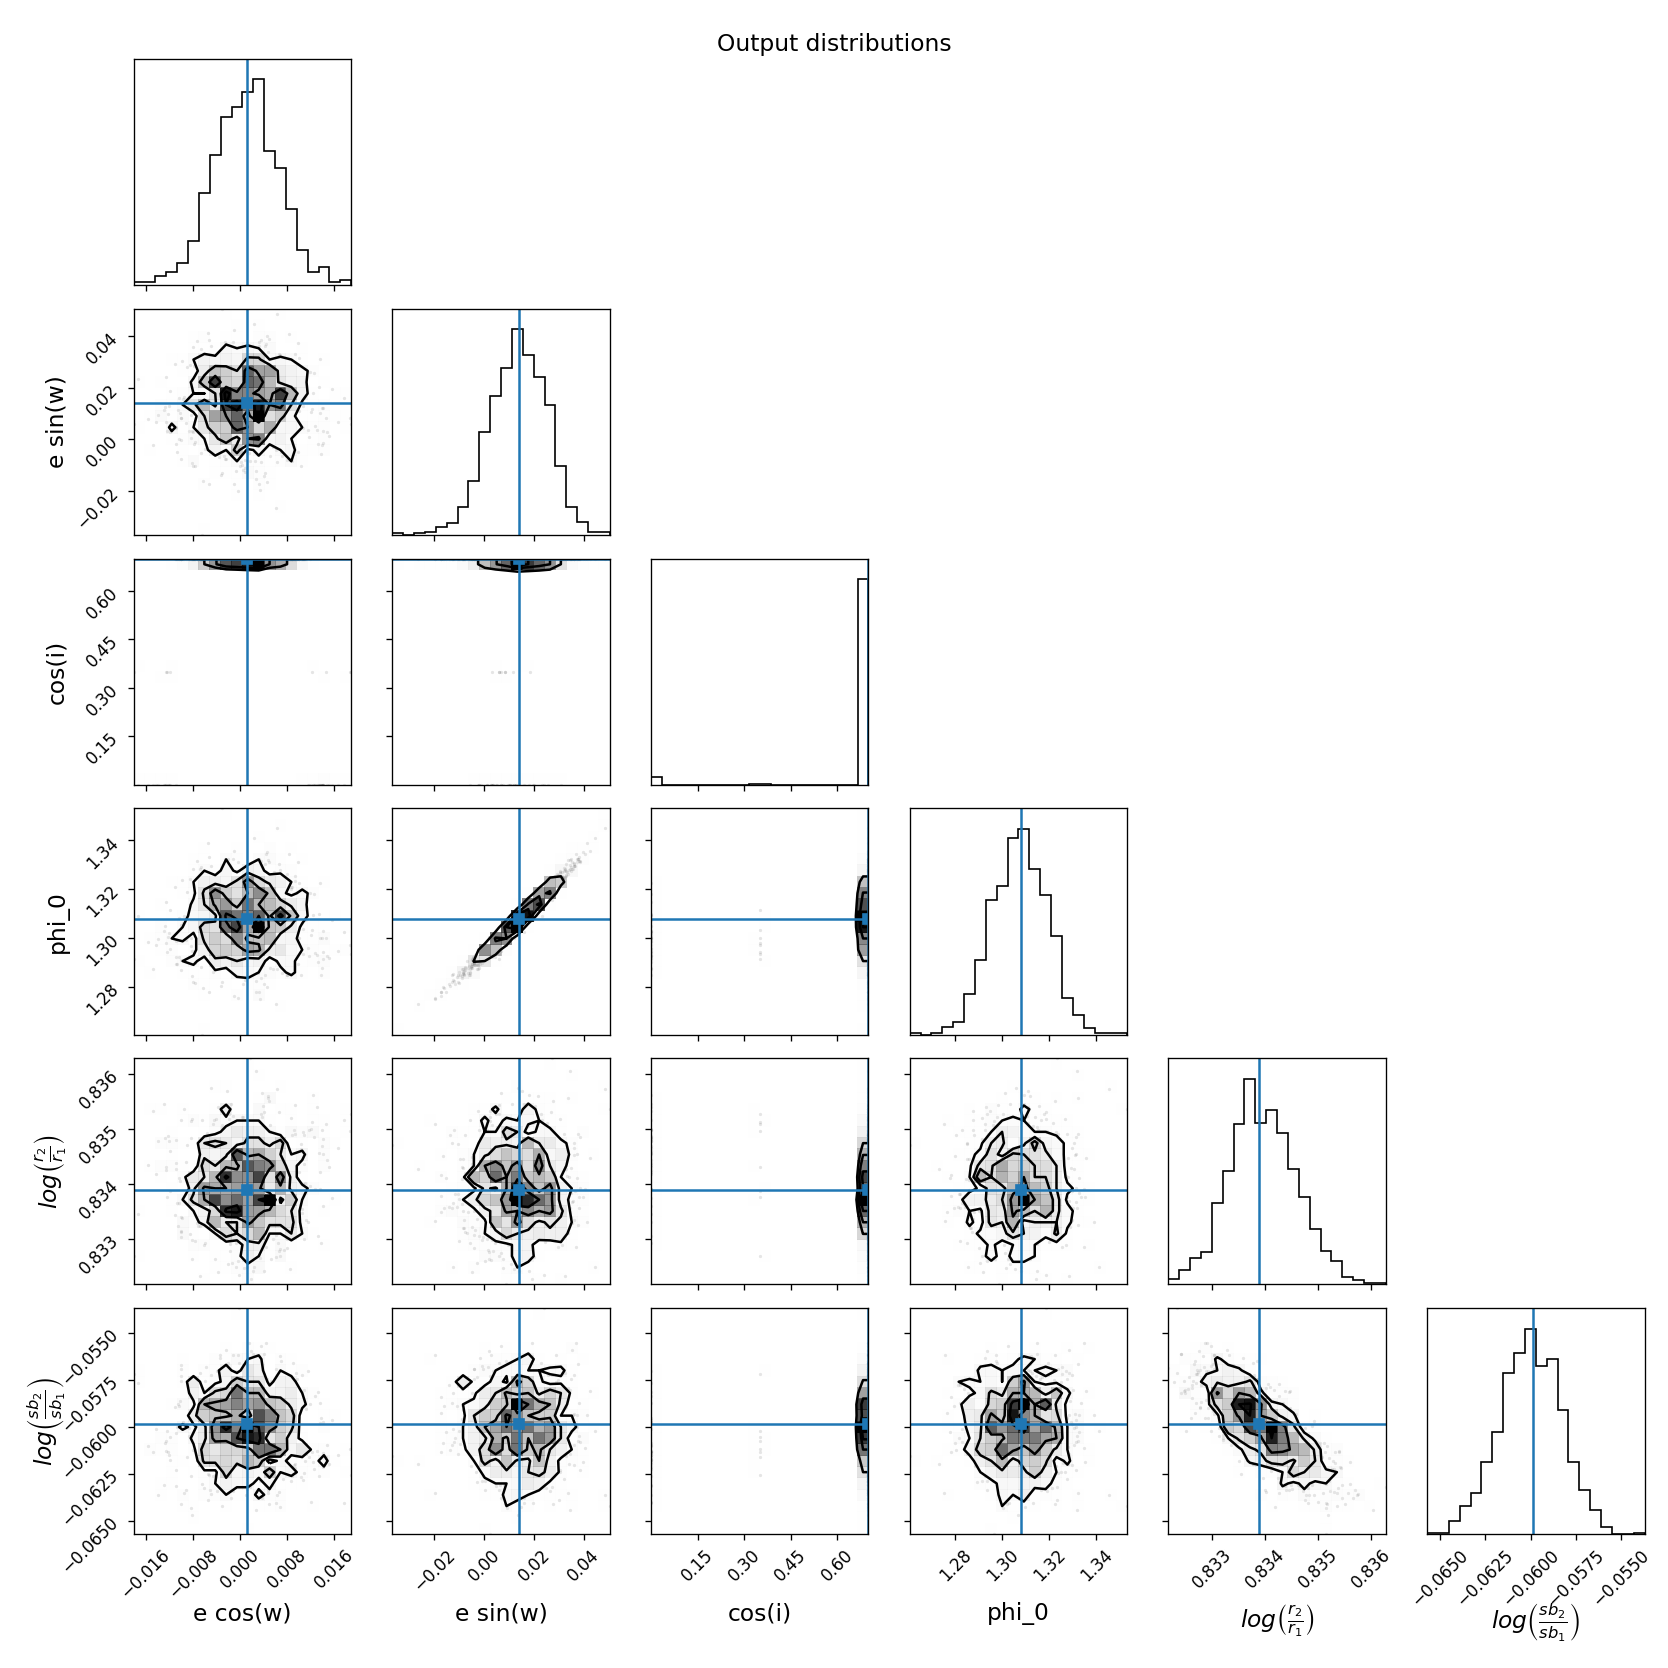 Output distributions
e sin(w)
0.04
0.02
0.00
−0.02
cos(i)
0.60
0.45
0.30
0.15
phi_0
1.34
1.32
1.30
1.28
log(r₂/r₁)
0.836
0.835
0.834
0.833
log(sb₂/sb₁)
−0.0550
−0.0575
−0.0600
−0.0625
−0.0650
−0.016 −0.008 0.000 0.008 0.016 −0.02 0.00 0.02 0.04 0.15 0.30 0.45 0.60 1.28 1.30 1.32 1.34 0.833 0.834 0.835 0.836 −0.0650 −0.0625 −0.0600 −0.0575 −0.0550
e cos(w) e sin(w) cos(i) phi_0 log(r₂/r₁) log(sb₂/sb₁)